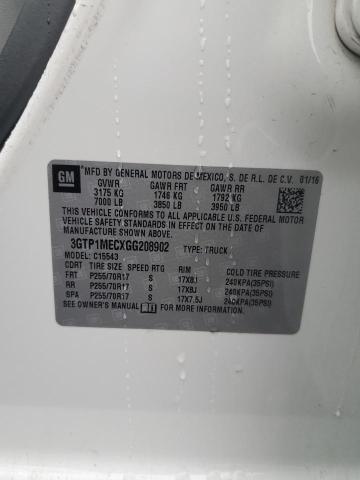 GM MFD BY GENERAL MOTORS DE MEXICO, S. DE R.L. DE C.V. 01/16
GVWR GAWR FRT GAWR RR
3175 KG 1746 KG 1792 KG
7000 LB 3850 LB 3950 LB
THIS VEHICLE CONFORMS TO ALL APPLICABLE U.S. FEDERAL MOTOR
VEHICLE SAFETY STANDARDS IN EFFECT ON THE DATE OF
MANUFACTURE SHOWN ABOVE.
3GTP1MECXGG208902 TYPE: TRUCK
MODEL: C15543
CDRT TIRE SIZE SPEED RTG RIM COLD TIRE PRESSURE
FRT P255/70R17 S 17X8J 240KPA(35PSI)
RR P255/70R17 S 17X8J 240KPA(35PSI)
SPA P255/70R17 S 17X7.5J 240KPA(35PSI)
SEE OWNER'S MANUAL FOR MORE INFORMATION.